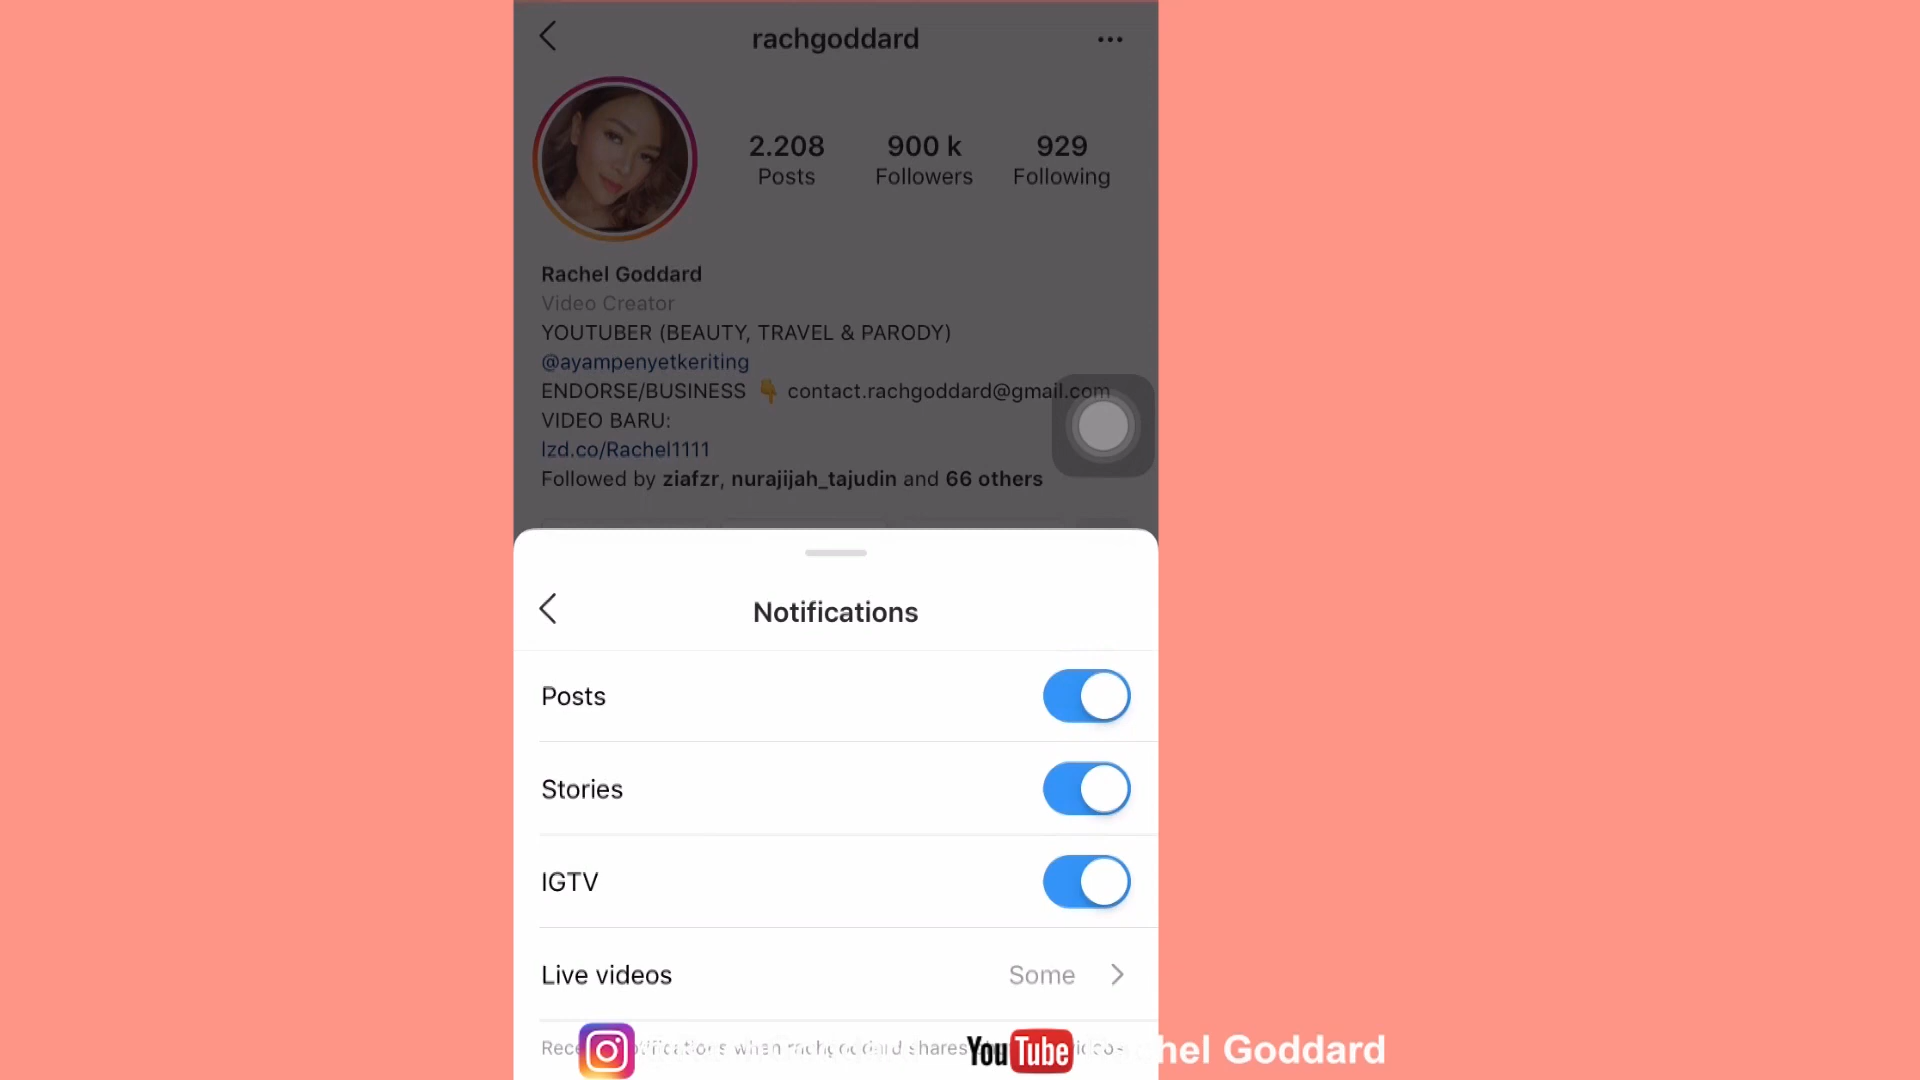 rachgoddard
2.208
Posts
900 k
Followers
929
Following
Rachel Goddard
Video Creator
YOUTUBER (BEAUTY, TRAVEL & PARODY)
@ayampenyetkeriting
ENDORSE/BUSINESS 👇 contact.rachgoddard@gmail.com
VIDEO BARU:
lzd.co/Rachel1111
Followed by ziafzr, nurajijah_tajudin and 66 others
Notifications
Posts
Stories
IGTV
Live videos
Some
when rachgoddard shares
YouTube
Goddard